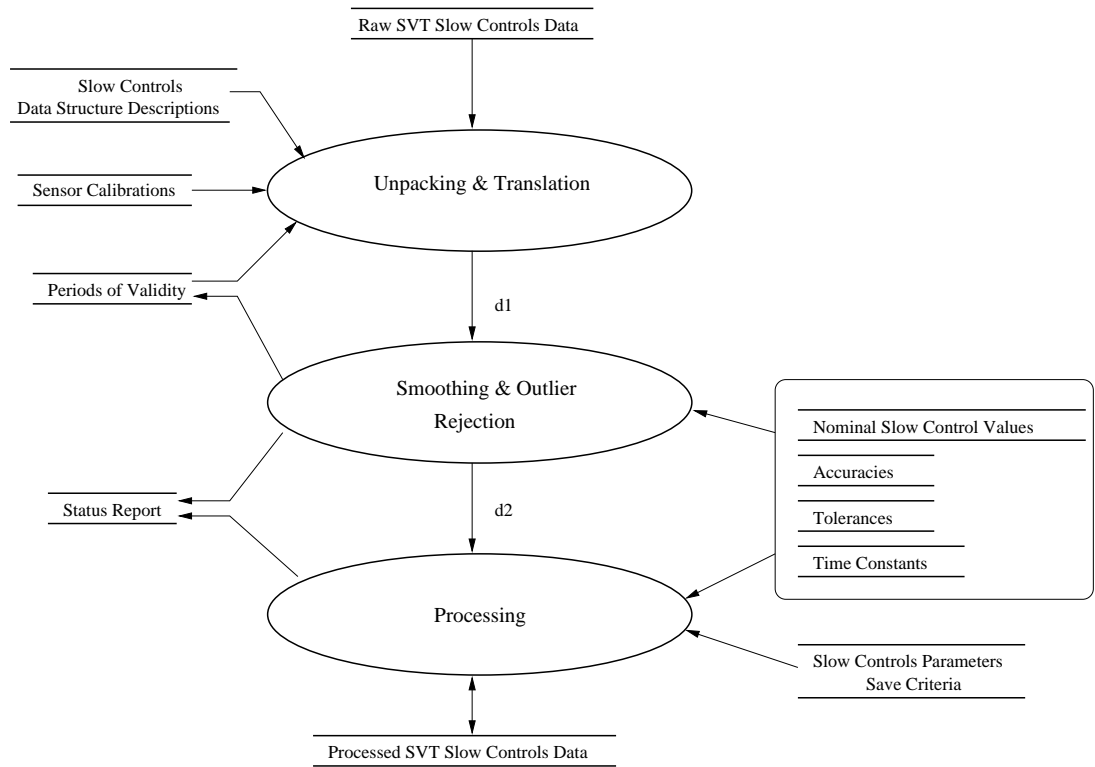 Raw SVT Slow Controls Data
Slow Controls
Data Structure Descriptions
Unpacking & Translation
Sensor Calibrations
Periods of Validity
d1
Smoothing & Outlier
Rejection
Nominal Slow Control Values
Accuracies
Tolerances
Time Constants
Status Report
d2
Processing
Slow Controls Parameters
Save Criteria
Processed SVT Slow Controls Data